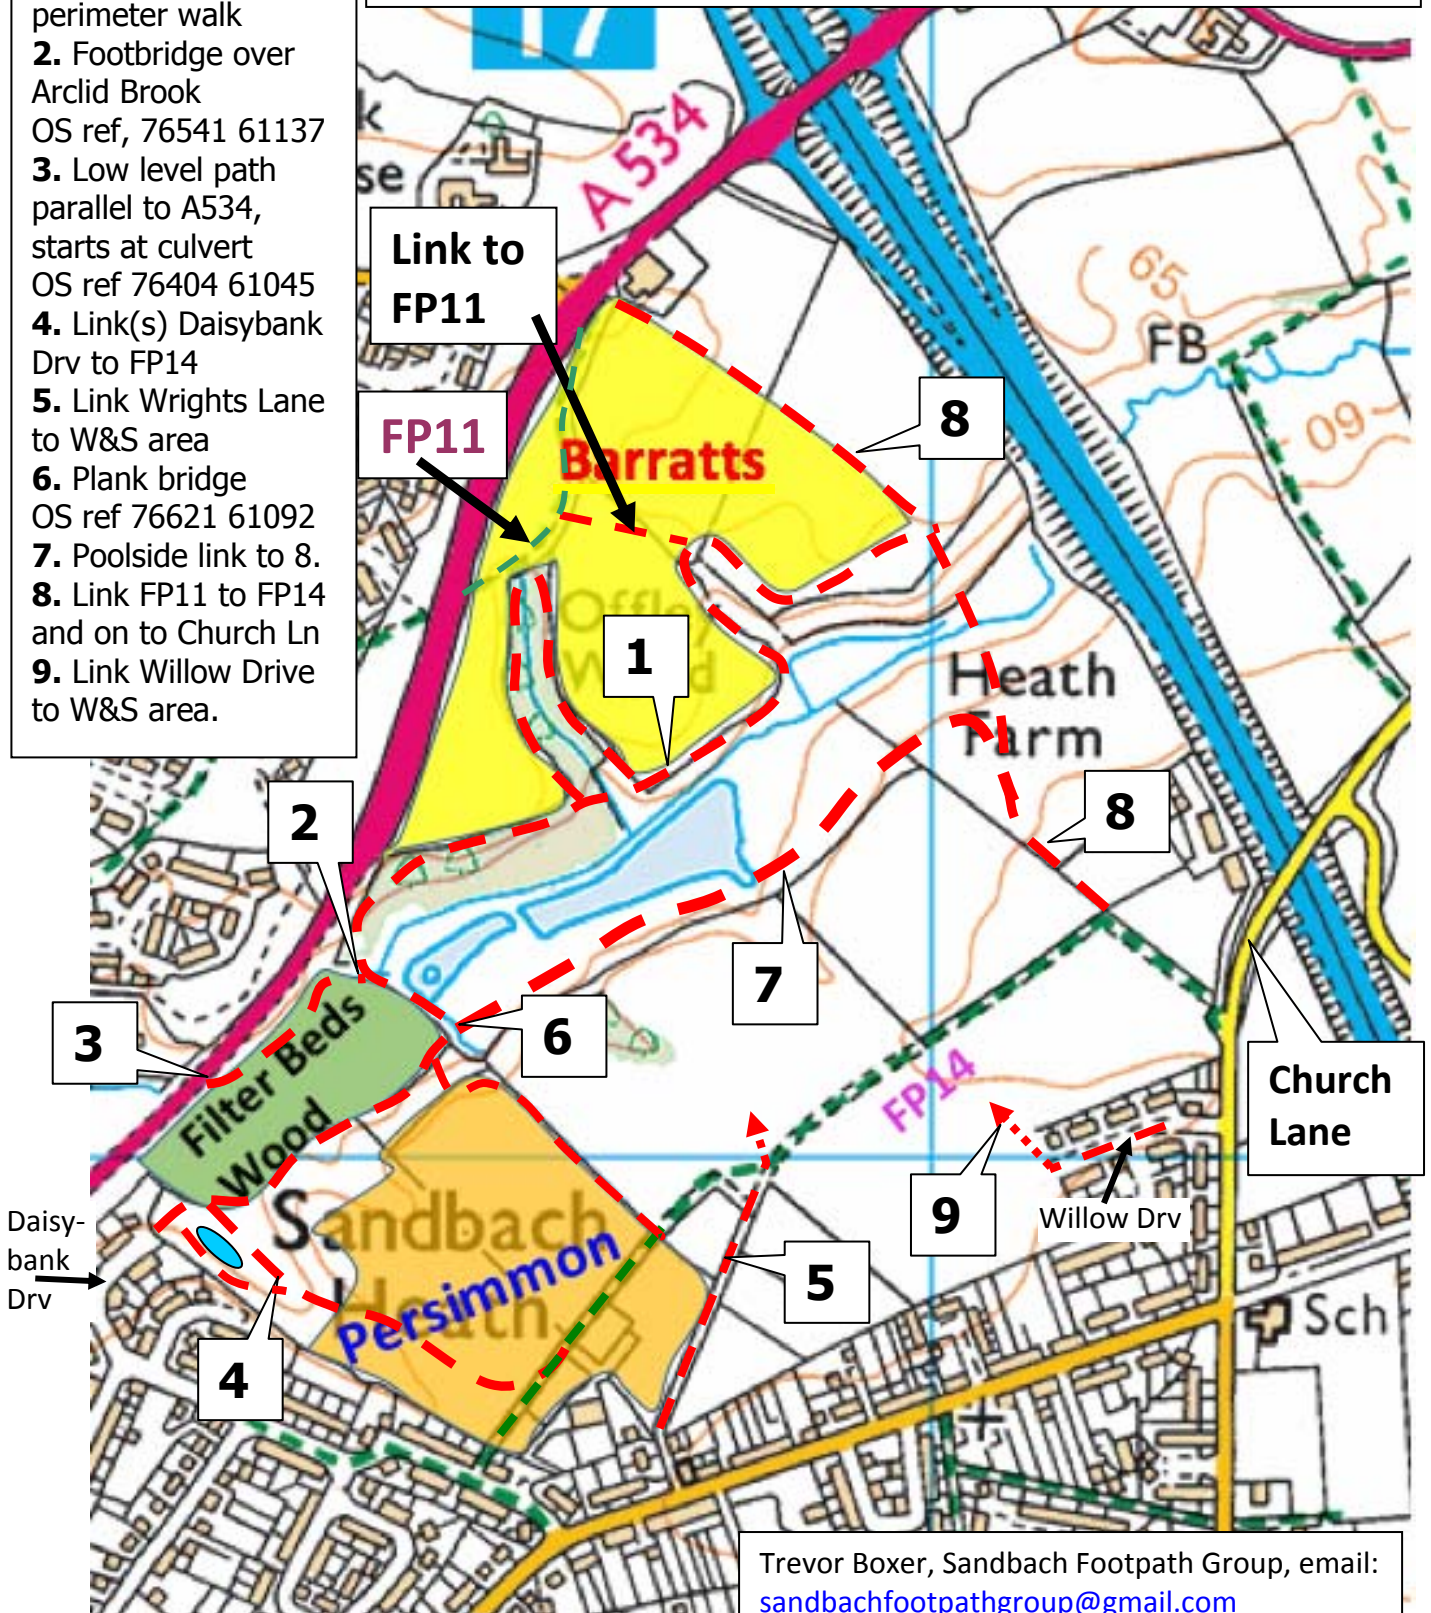 perimeter walk
2. Footbridge over
Arclid Brook
OS ref, 76541 61137
3. Low level path
parallel to A534,
starts at culvert
OS ref 76404 61045
4. Link(s) Daisybank
Drv to FP14
5. Link Wrights Lane
to W&S area
6. Plank bridge
OS ref 76621 61092
7. Poolside link to 8.
8. Link FP11 to FP14
and on to Church Ln
9. Link Willow Drive
to W&S area.
17
A 534
Link to
FP11
FP11
65
FB
60
8
Barratts
Offley
Wood
1
Heath
Farm
2
8
7
3
6
Filter Beds
Wood
FP14
Church
Lane
9
Willow Drv
Daisy-
bank
Drv
Sandbach
Heath
Persimmon
5
4
Sch
Trevor Boxer, Sandbach Footpath Group, email:
sandbachfootpathgroup@gmail.com